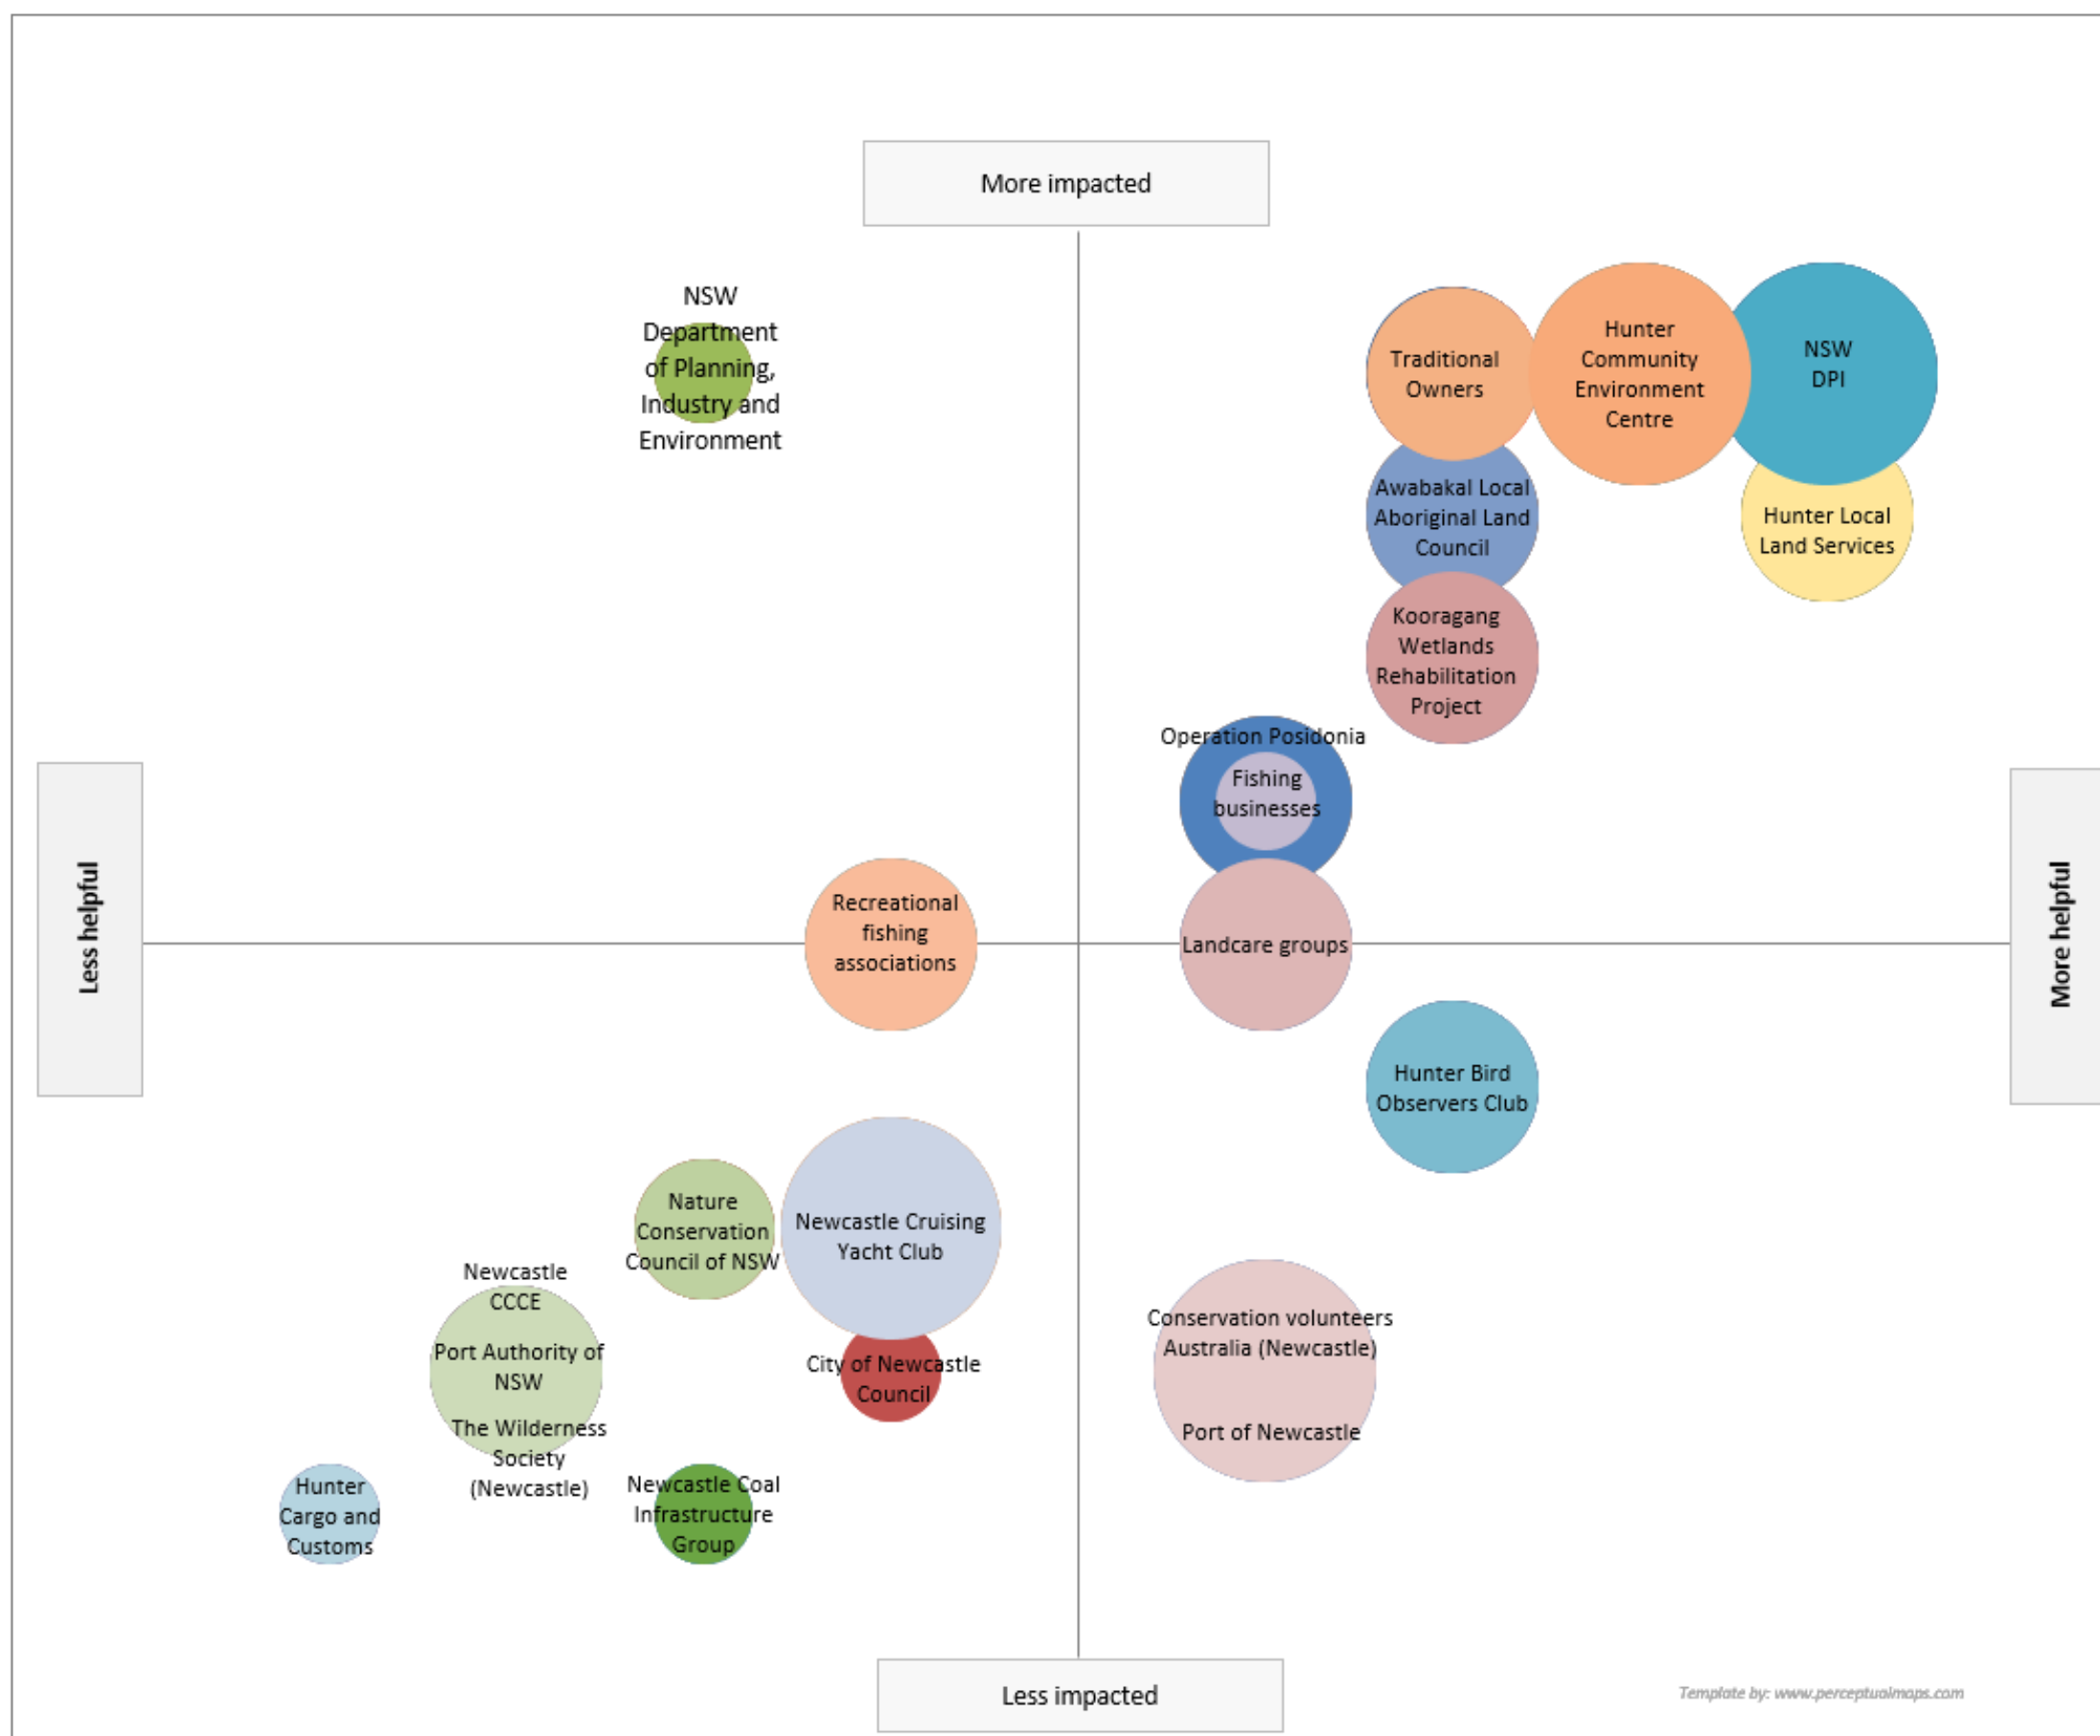 More impacted
NSW
Department
of Planning,
Industry and
Environment
Traditional
Owners
Hunter
Community
Environment
Centre
NSW
DPI
Awabakal Local
Aboriginal Land
Council
Hunter Local
Land Services
Kooragang
Wetlands
Rehabilitation
Project
Operation Posidonia
Fishing
businesses
Less helpful
Recreational
fishing
associations
Landcare groups
More helpful
Hunter Bird
Observers Club
Nature
Conservation
Council of NSW
Newcastle Cruising
Yacht Club
Newcastle
CCCE
Port Authority of
NSW
The Wilderness
Society
(Newcastle)
City of Newcastle
Council
Conservation volunteers
Australia (Newcastle)
Port of Newcastle
Hunter
Cargo and
Customs
Newcastle Coal
Infrastructure
Group
Less impacted
Template by: www.perceptualmaps.com